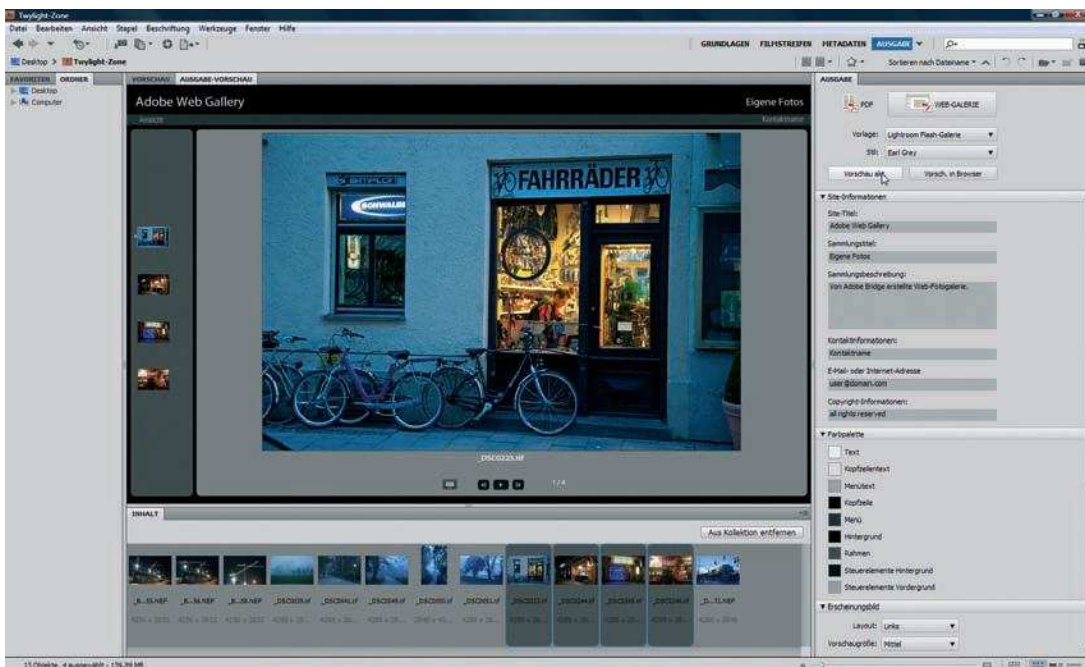 Twylight-Zone
Datei Bearbeiten Ansicht Stapel Beschriftung Werkzeuge Fenster Hilfe
GRUNDLAGEN FILMSTREIFEN METADATEN AUSGABE
Desktop > Twylight-Zone
Sortieren nach Dateiname
FAVORITEN ORDNER
Desktop
Computer
VORSCHAU AUSGABE-VORSCHAU
Adobe Web Gallery
Eigene Fotos
Ansicht
Kontaktname
FAHRRÄDER
SCHWALBE
_DSC0223.tif
1/4
INHALT
Aus Kollektion entfernen
AUSGABE
PDF
WEB-GALERIE
Vorlage: Lightroom Flash-Galerie
Stil: Earl Grey
Vorschau akt.
Vorsch. in Browser
Site-Informationen
Site-Titel:
Adobe Web Gallery
Sammlungstitel:
Eigene Fotos
Sammlungsbeschreibung:
Von Adobe Bridge erstellte Web-Fotogalerie.
Kontaktinformationen:
Kontaktname
E-Mail- oder Internet-Adresse
user@domain.com
Copyright-Informationen:
all rights reserved
Farbpalette
Text
Kopfzeilentext
Menütext
Kopfzeile
Menü
Hintergrund
Rahmen
Steuerelemente Hintergrund
Steuerelemente Vordergrund
Erscheinungsbild
Layout: Links
Vorschaugröße: Mittel